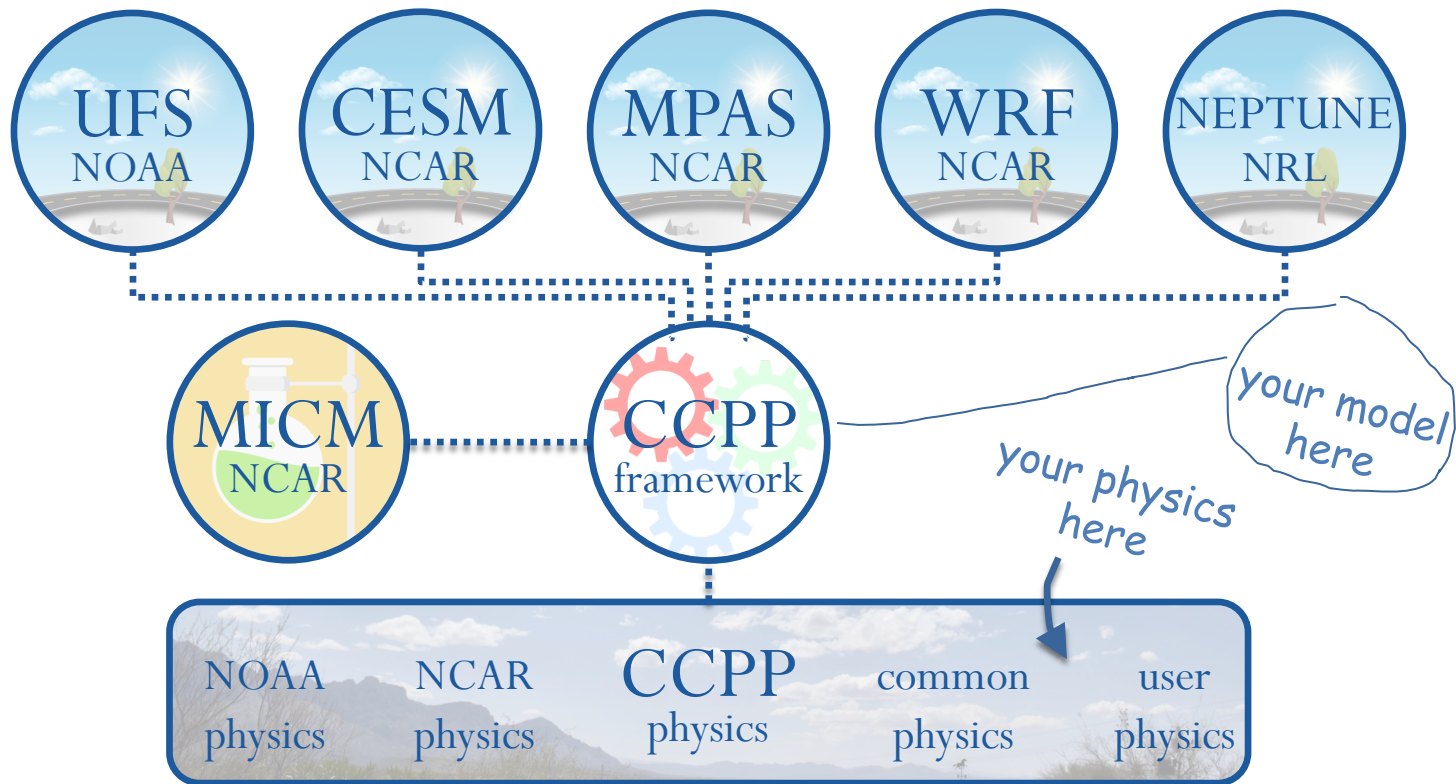 UFS
NOAA
CESM
NCAR
MPAS
NCAR
WRF
NCAR
NEPTUNE
NRL
MICM
NCAR
CCPP
framework
your model
here
your physics
here
NOAA
physics
NCAR
physics
CCPP
physics
common
physics
user
physics